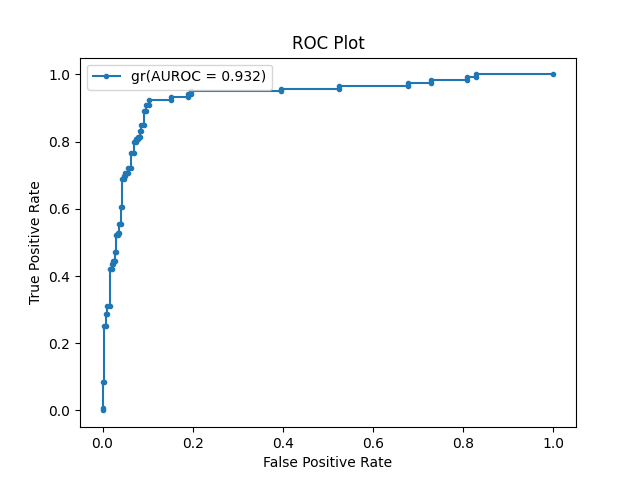 ROC Plot
gr(AUROC = 0.932)
1.0
0.8
0.6
0.4
0.2
0.0
True Positive Rate
0.0 0.2 0.4 0.6 0.8 1.0
False Positive Rate